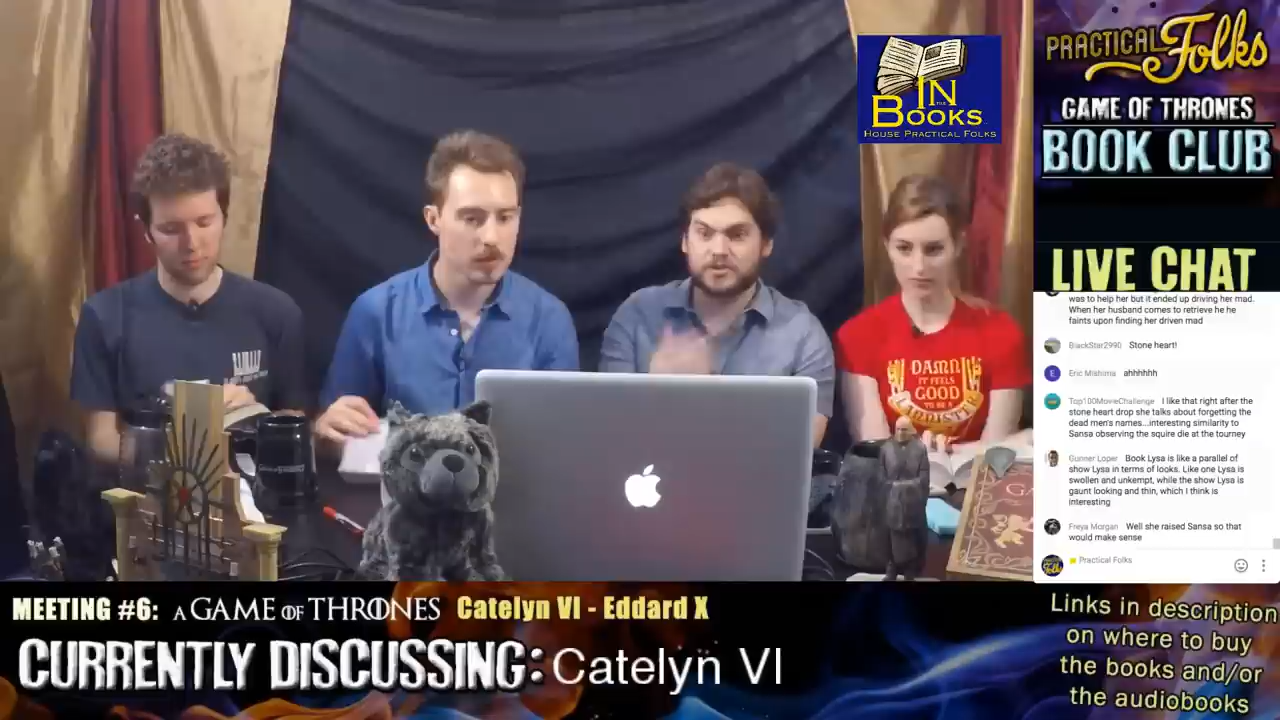 IN
THE
BOOKS
HOUSE PRACTICAL FOLKS
PRACTICAL Folks
GAME OF THRONES
BOOK CLUB
LIVE CHAT
was to help her but it ended up driving her mad.
When her husband comes to retrieve he he
faints upon finding her driven mad
BlackStar2990 Stone heart!
E Eric Mishima ahhhhhh
Top100MovieChallenge I like that right after the
stone heart drop she talks about forgetting the
dead men's names...interesting similarity to
Sansa observing the squire die at the tourney
Gunner Loper Book Lysa is like a parallel of
show Lysa in terms of looks. Like one Lysa is
swollen and unkempt, while the show Lysa is
gaunt looking and thin, which I think is
interesting
Freya Morgan Well she raised Sansa so that
would make sense
Practical Folks
DAMN
IT FEELS
GOOD
TO BE A
LANNISTER
MEETING #6: A GAME OF THRONES Catelyn VI - Eddard X
CURRENTLY DISCUSSING: Catelyn VI
Links in description
on where to buy
the books and/or
the audiobooks